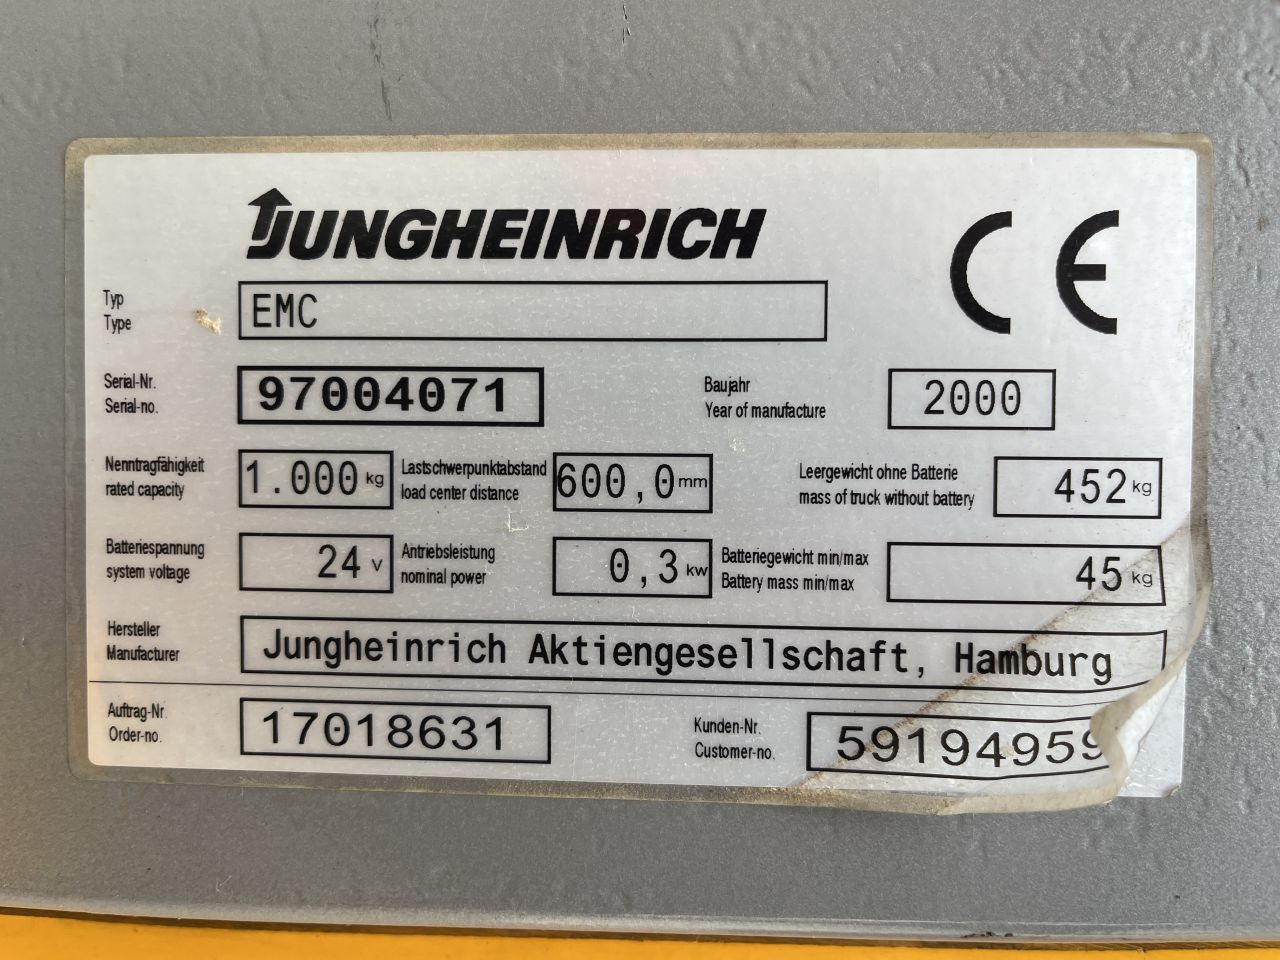 JUNGHEINRICH
CE
Typ
Type
EMC
Serial-Nr.
Serial-no.
97004071
Baujahr
Year of manufacture
2000
Nenntragfähigkeit
rated capacity
1.000 kg
Lastschwerpunktabstand
load center distance
600,0 mm
Leergewicht ohne Batterie
mass of truck without battery
452 kg
Batteriespannung
system voltage
24 V
Antriebsleistung
nominal power
0,3 kw
Batteriegewicht min/max
Battery mass min/max
45 kg
Hersteller
Manufacturer
Jungheinrich Aktiengesellschaft, Hamburg
Auftrag-Nr.
Order-no.
17018631
Kunden-Nr.
Customer-no.
59194959